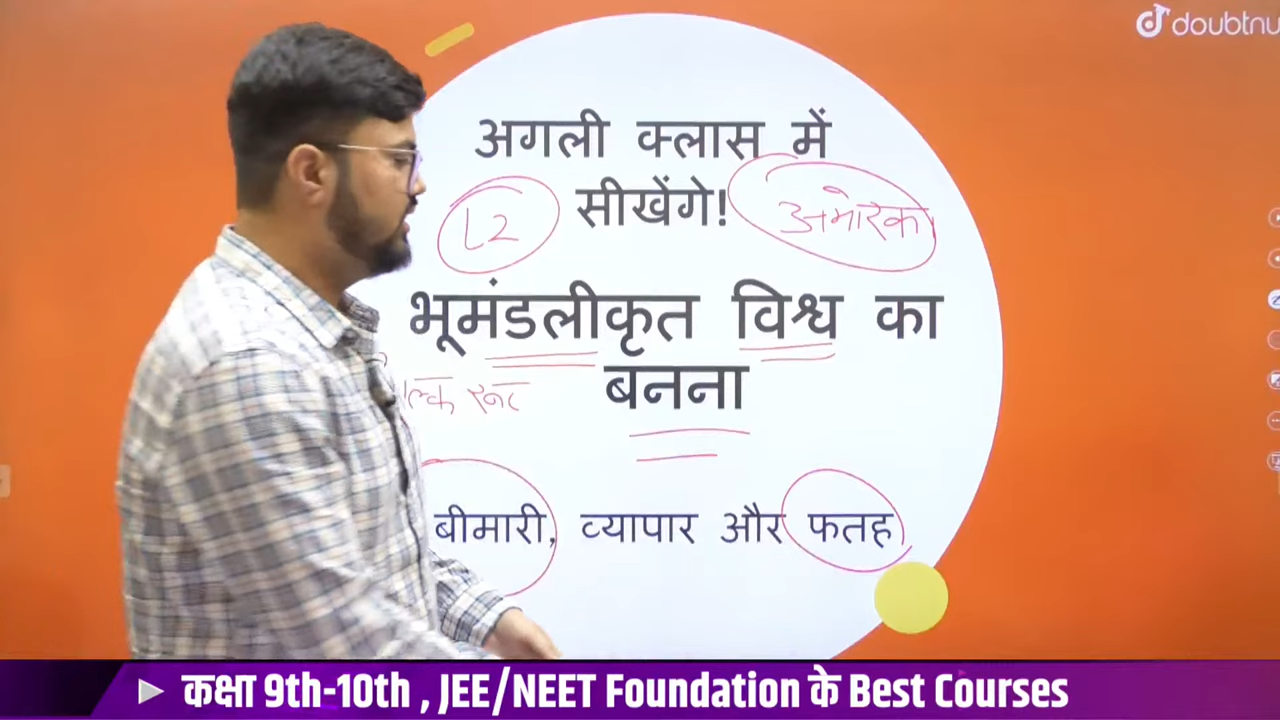 doubtnu
अगली क्लास में
L2 सीखेंगे! अमेरिका
भूमंडलीकृत विश्व का
बनना
रूट
बीमारी, व्यापार और फतह
कक्षा 9th-10th , JEE/NEET Foundation के Best Courses